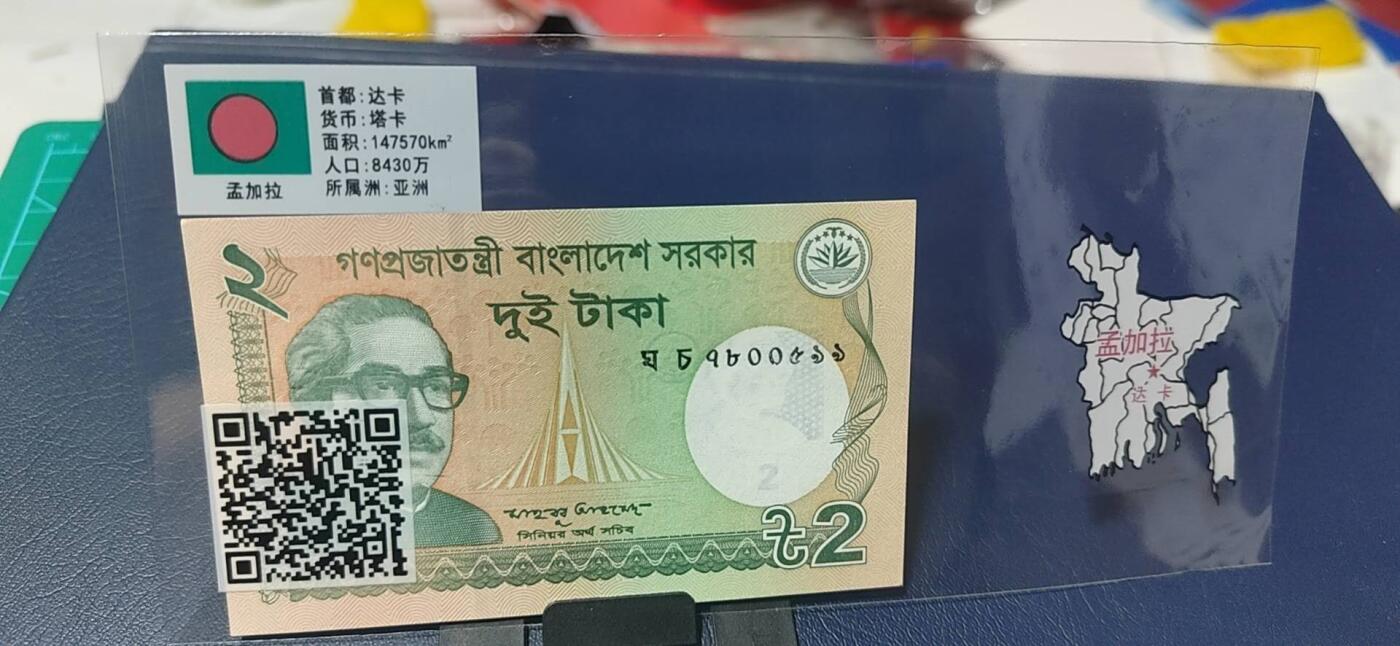 首都:达卡
货币:塔卡
面积:147570km²
人口:8430万
所属洲:亚洲
孟加拉
২
গণপ্রজাতন্ত্রী বাংলাদেশ সরকার
দুই টাকা
ঘ চ ৭৮০০৫১১
2
সিনিয়র অর্থ সচিব
৳2
孟加拉
达卡